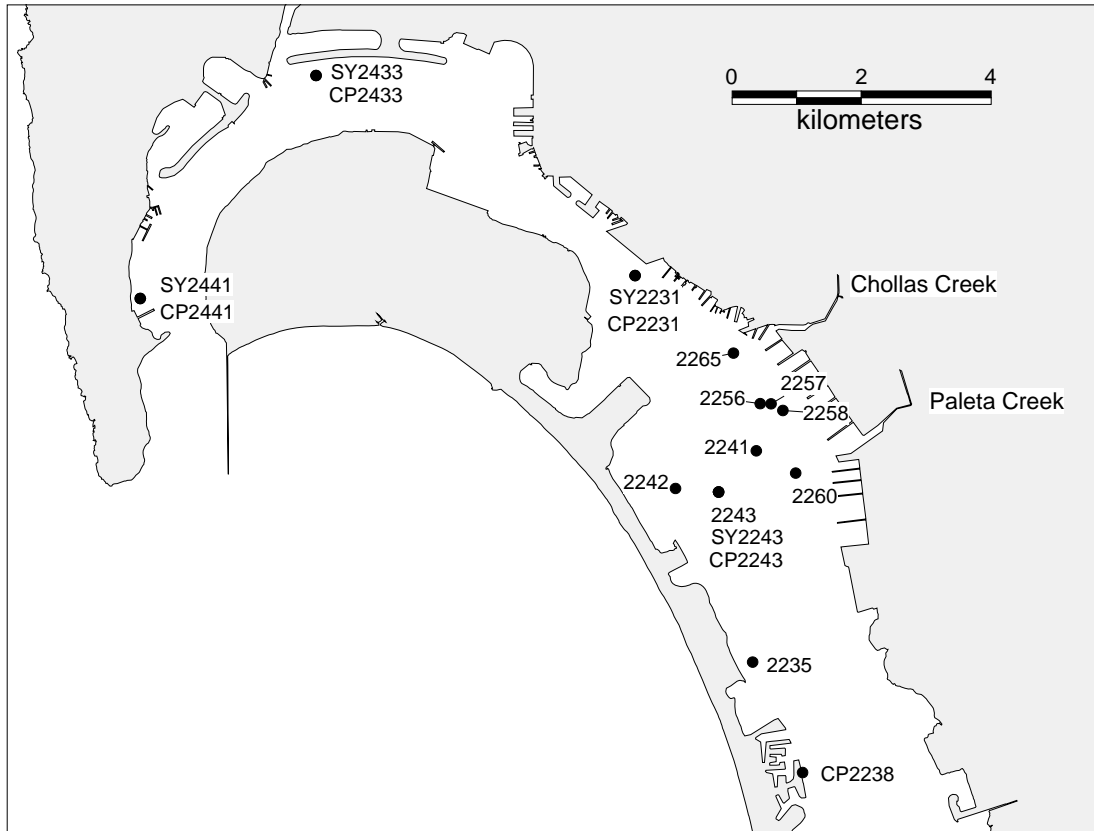 SY2433
CP2433
0 2 4
kilometers
SY2441
CP2441
SY2231
CP2231
Chollas Creek
2265
2257
2256
2258
Paleta Creek
2241
2242
2260
2243
SY2243
CP2243
2235
CP2238